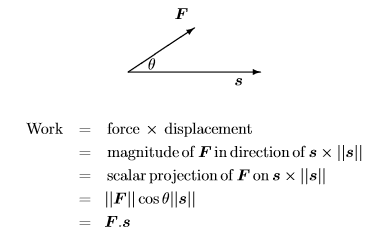 F
θ
s
Work = force × displacement
= magnitude of F in direction of s × ||s||
= scalar projection of F on s × ||s||
= ||F|| cos θ||s||
= F.s